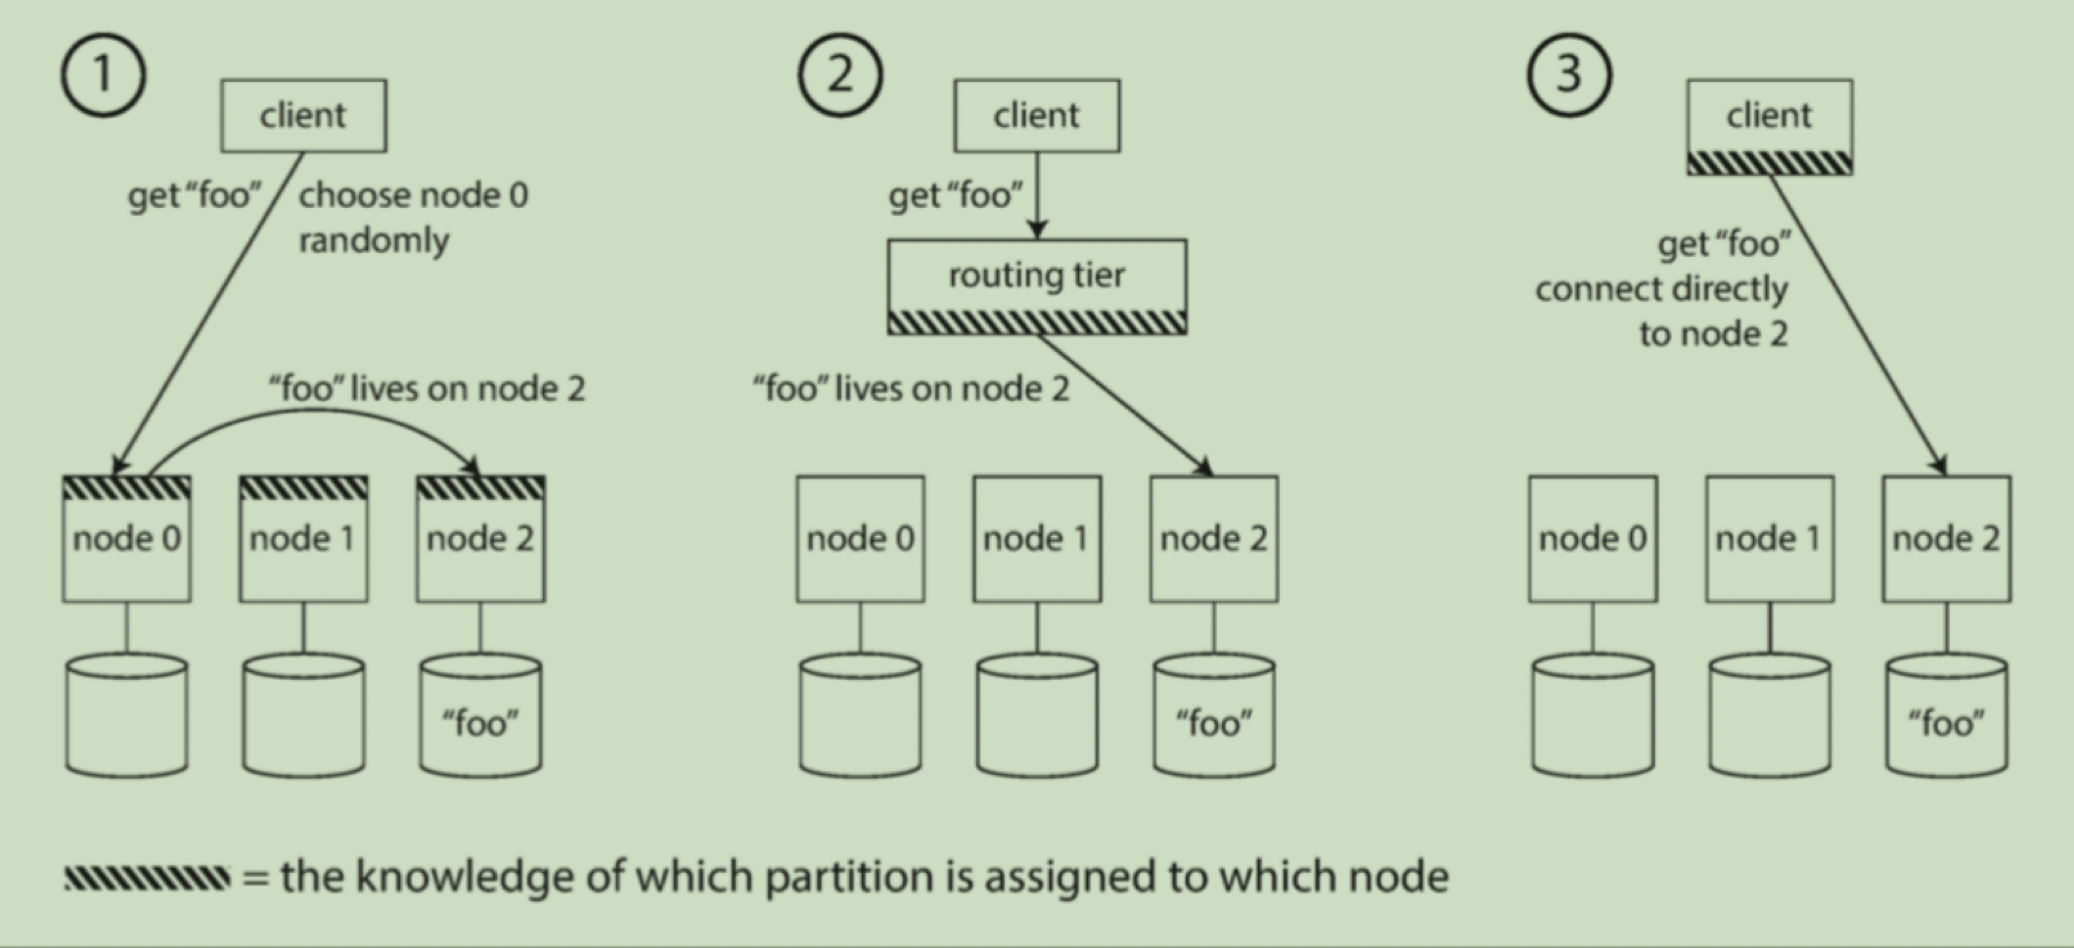 1
client
get “foo”
choose node 0
randomly
“foo” lives on node 2
node 0
node 1
node 2
“foo”
2
client
get “foo”
routing tier
“foo” lives on node 2
node 0
node 1
node 2
“foo”
3
client
get “foo”
connect directly
to node 2
node 0
node 1
node 2
“foo”
= the knowledge of which partition is assigned to which node